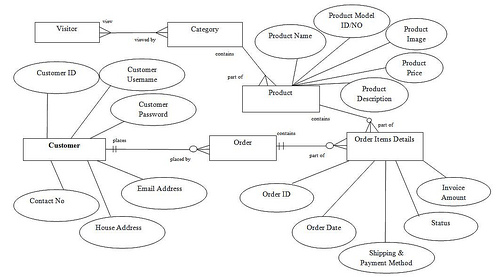 Visitor
view
viewed by
Category
contains
part of
Product Name
Product Model
ID/NO
Product
Image
Product
Price
Product
Description
Product
contains
part of
Customer ID
Customer
Username
Customer
Password
Customer
places
placed by
Order
contains
part of
Order Items Details
Contact No
House Address
Email Address
Order ID
Order Date
Shipping &
Payment Method
Status
Invoice
Amount